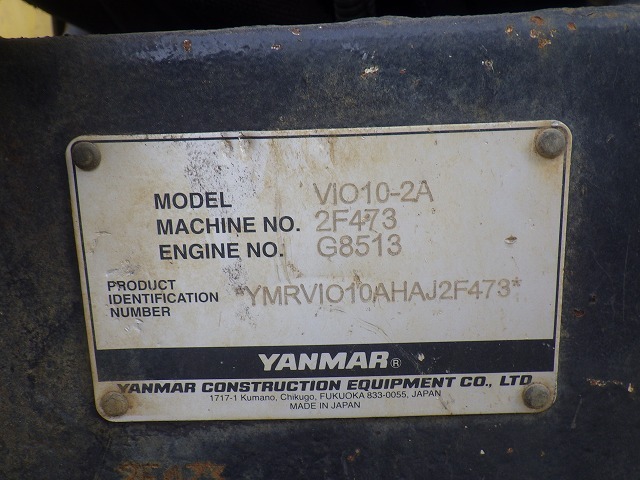 MODEL VIO10-2A
MACHINE NO. 2F473
ENGINE NO. G8513
PRODUCT
IDENTIFICATION
NUMBER
*YMRVIO10AHAJ2F473*
YANMAR®
YANMAR CONSTRUCTION EQUIPMENT CO., LTD.
1717-1 Kumano, Chikugo, FUKUOKA 833-0055, JAPAN
MADE IN JAPAN